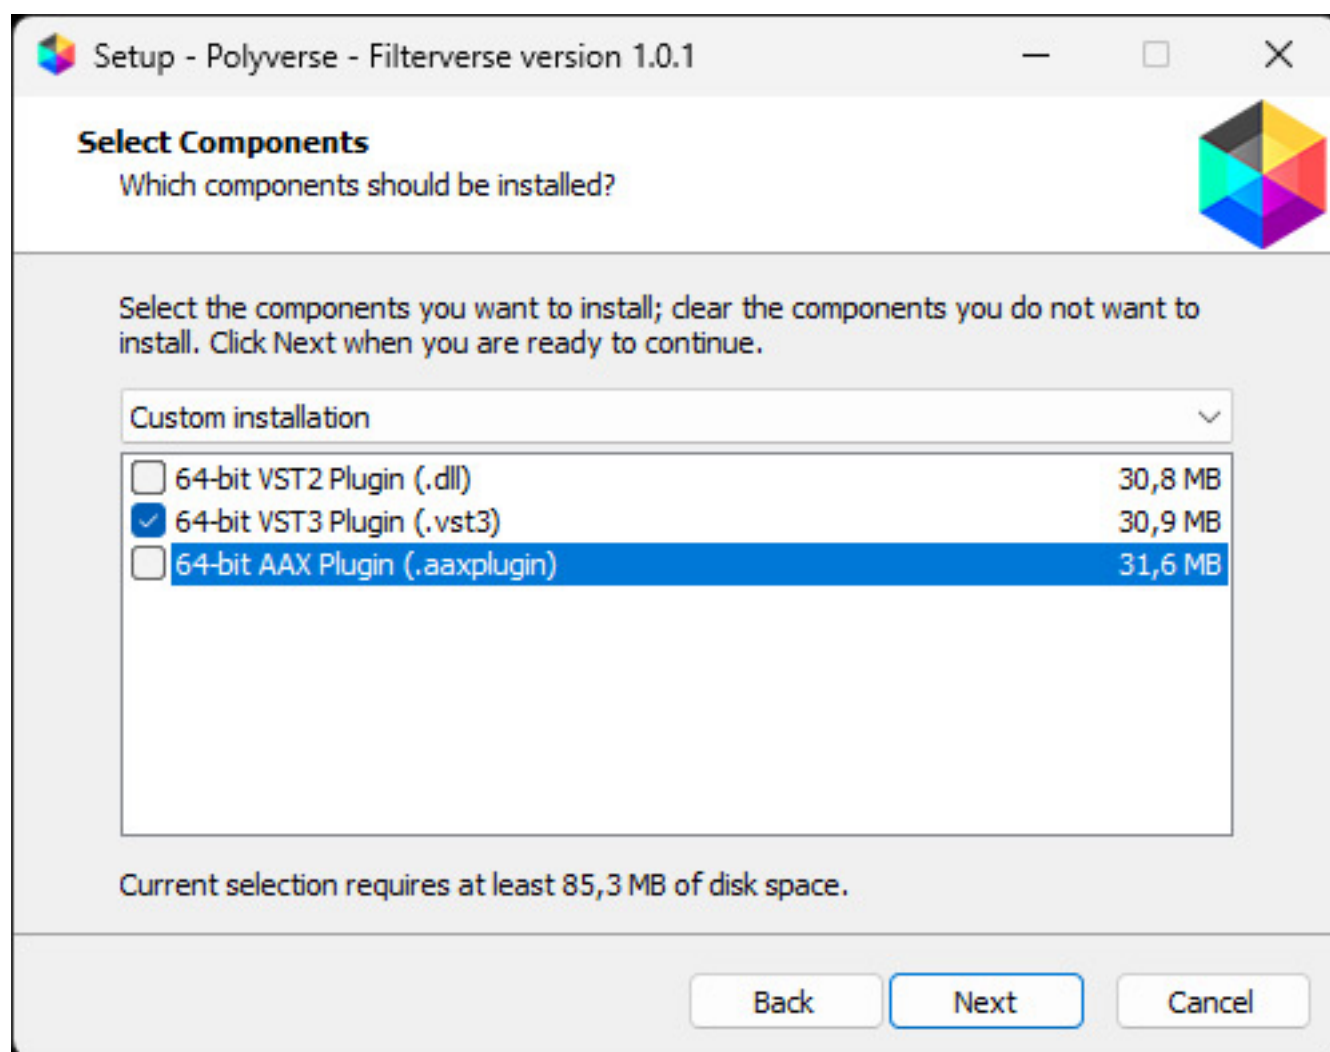 Setup - Polyverse - Filterverse version 1.0.1
Select Components
Which components should be installed?
Select the components you want to install; clear the components you do not want to
install. Click Next when you are ready to continue.
Custom installation
64-bit VST2 Plugin (.dll) 30,8 MB
64-bit VST3 Plugin (.vst3) 30,9 MB
64-bit AAX Plugin (.aaxplugin) 31,6 MB
Current selection requires at least 85,3 MB of disk space.
Back Next Cancel